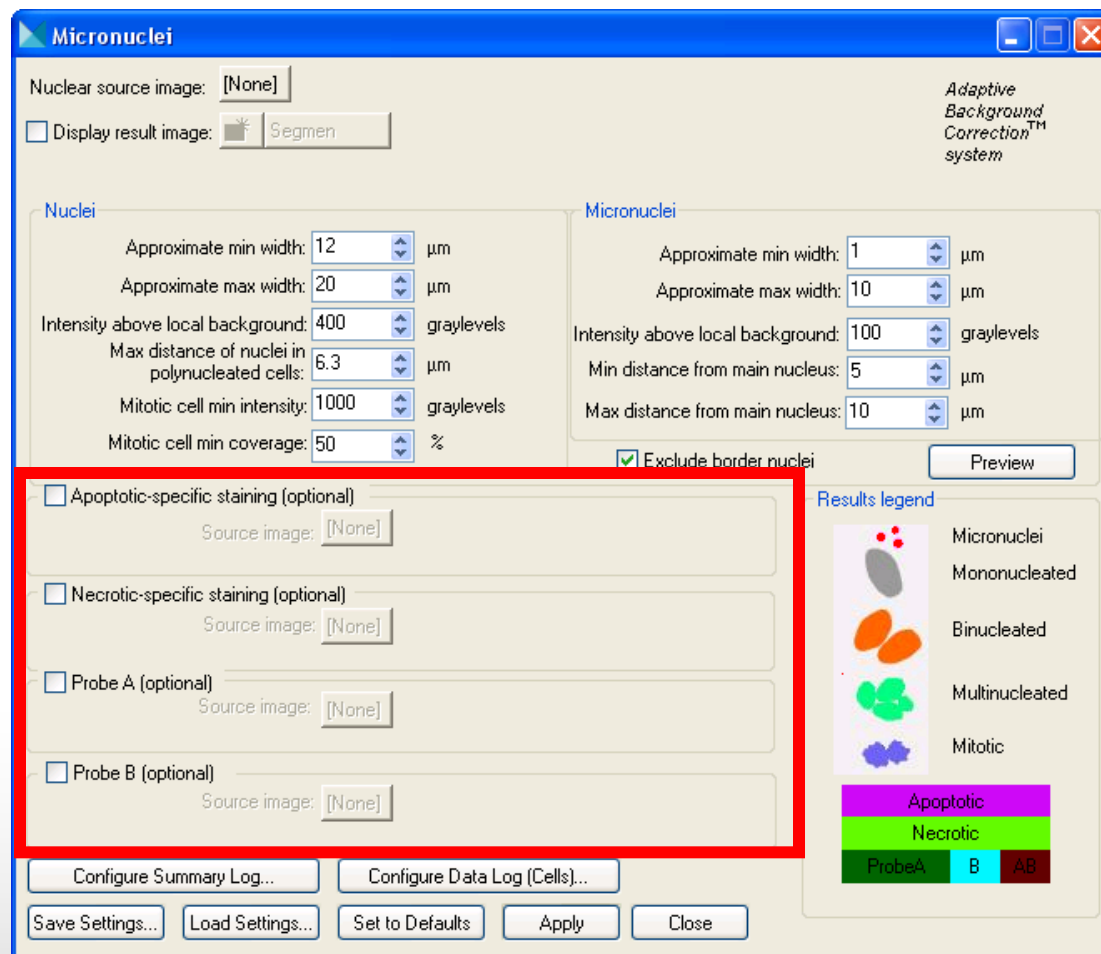 Micronuclei
Nuclear source image: [None]
Display result image: Segmen
Adaptive
Background
Correction™
system
Nuclei
Approximate min width: 12 µm
Approximate max width: 20 µm
Intensity above local background: 400 graylevels
Max distance of nuclei in
polynucleated cells: 6.3 µm
Mitotic cell min intensity: 1000 graylevels
Mitotic cell min coverage: 50 %
Micronuclei
Approximate min width: 1 µm
Approximate max width: 10 µm
Intensity above local background: 100 graylevels
Min distance from main nucleus: 5 µm
Max distance from main nucleus: 10 µm
Exclude border nuclei
Preview
Apoptotic-specific staining (optional)
Source image: [None]
Necrotic-specific staining (optional)
Source image: [None]
Probe A (optional)
Source image: [None]
Probe B (optional)
Source image: [None]
Results legend
Micronuclei
Mononucleated
Binucleated
Multinucleated
Mitotic
Apoptotic
Necrotic
ProbeA B AB
Configure Summary Log... Configure Data Log (Cells)...
Save Settings... Load Settings... Set to Defaults Apply Close